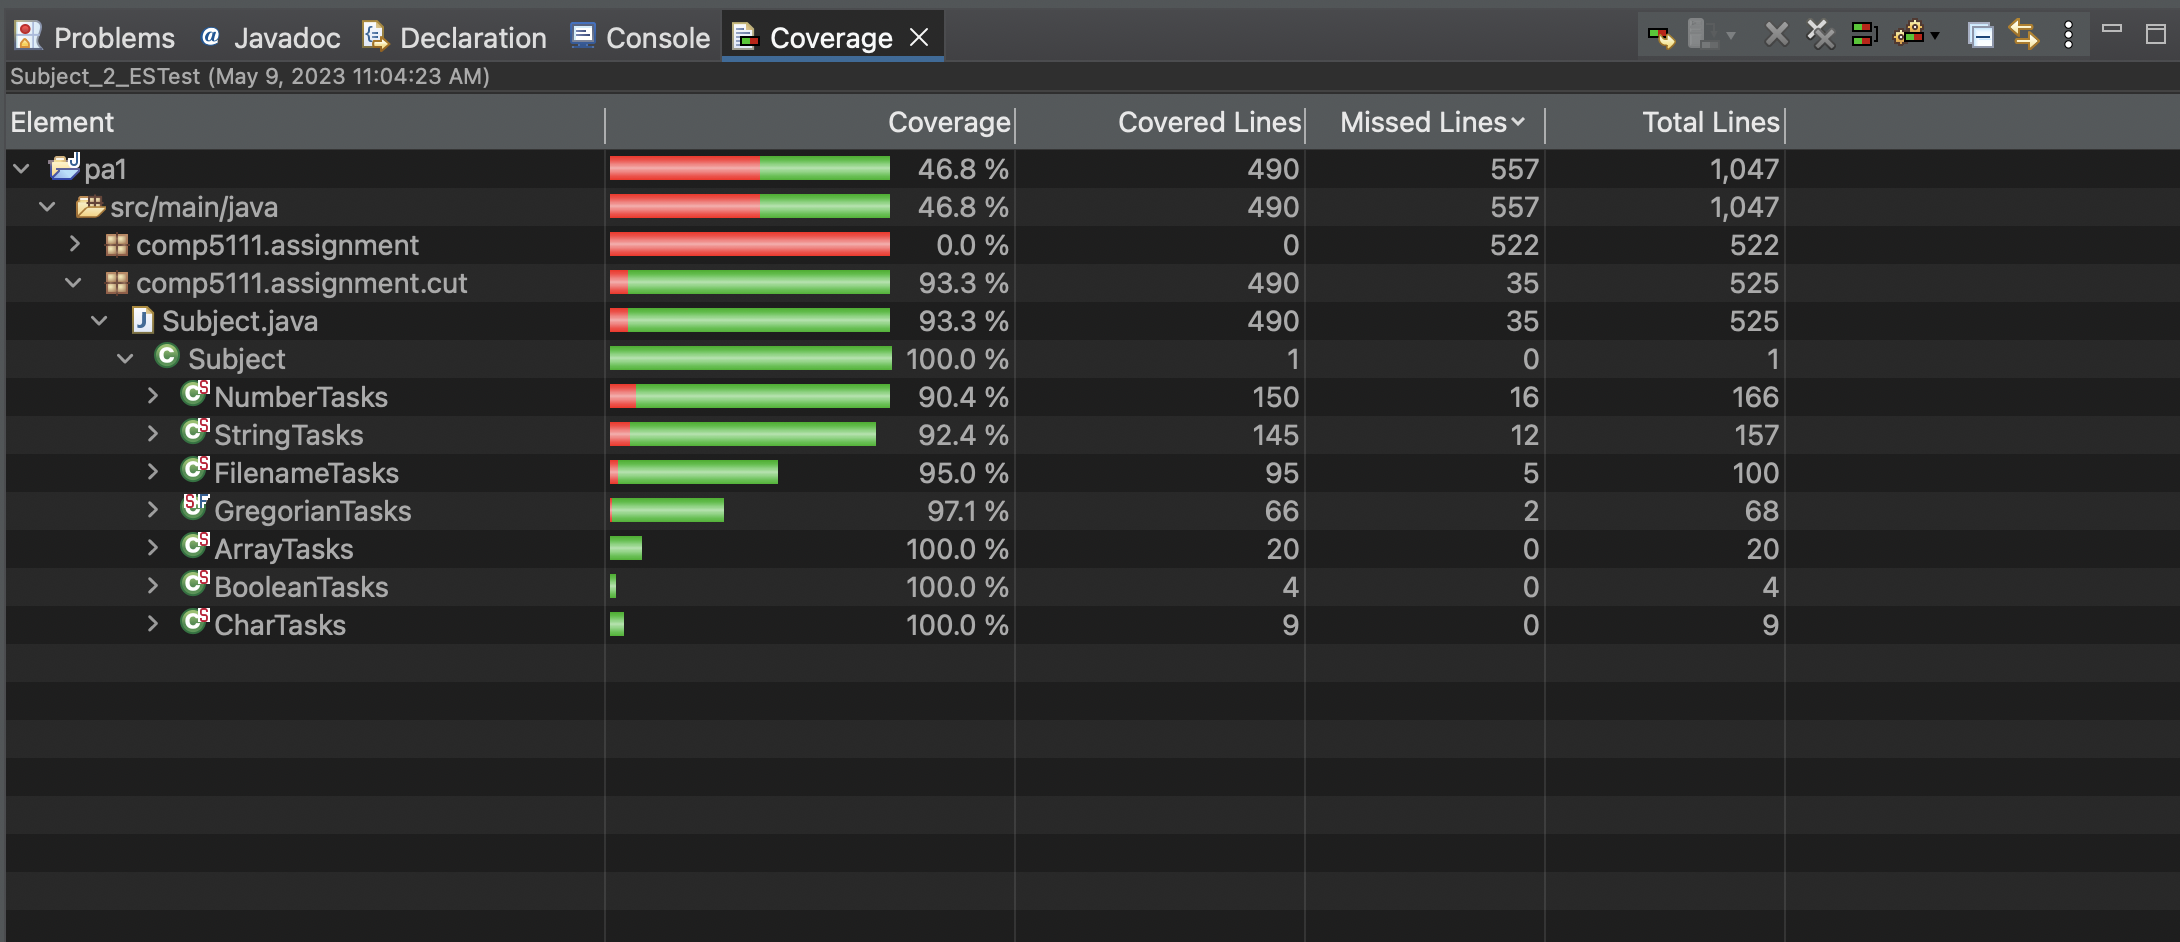 Problems Javadoc Declaration Console Coverage
Subject_2_ESTest (May 9, 2023 11:04:23 AM)
Element Coverage Covered Lines Missed Lines Total Lines
pa1 46.8 % 490 557 1,047
src/main/java 46.8 % 490 557 1,047
comp5111.assignment 0.0 % 0 522 522
comp5111.assignment.cut 93.3 % 490 35 525
Subject.java 93.3 % 490 35 525
Subject 100.0 % 1 0 1
NumberTasks 90.4 % 150 16 166
StringTasks 92.4 % 145 12 157
FilenameTasks 95.0 % 95 5 100
GregorianTasks 97.1 % 66 2 68
ArrayTasks 100.0 % 20 0 20
BooleanTasks 100.0 % 4 0 4
CharTasks 100.0 % 9 0 9